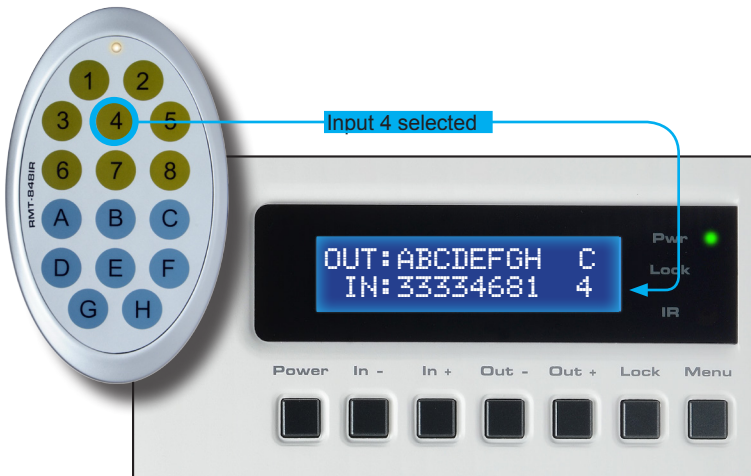 1 2
3 4 5
6 7 8
A B C
D E F
G H
RMT-848IR
Input 4 selected
OUT:ABCDEFGH C
IN:33334681 4
Pwr
Lock
IR
Power In - In + Out - Out + Lock Menu